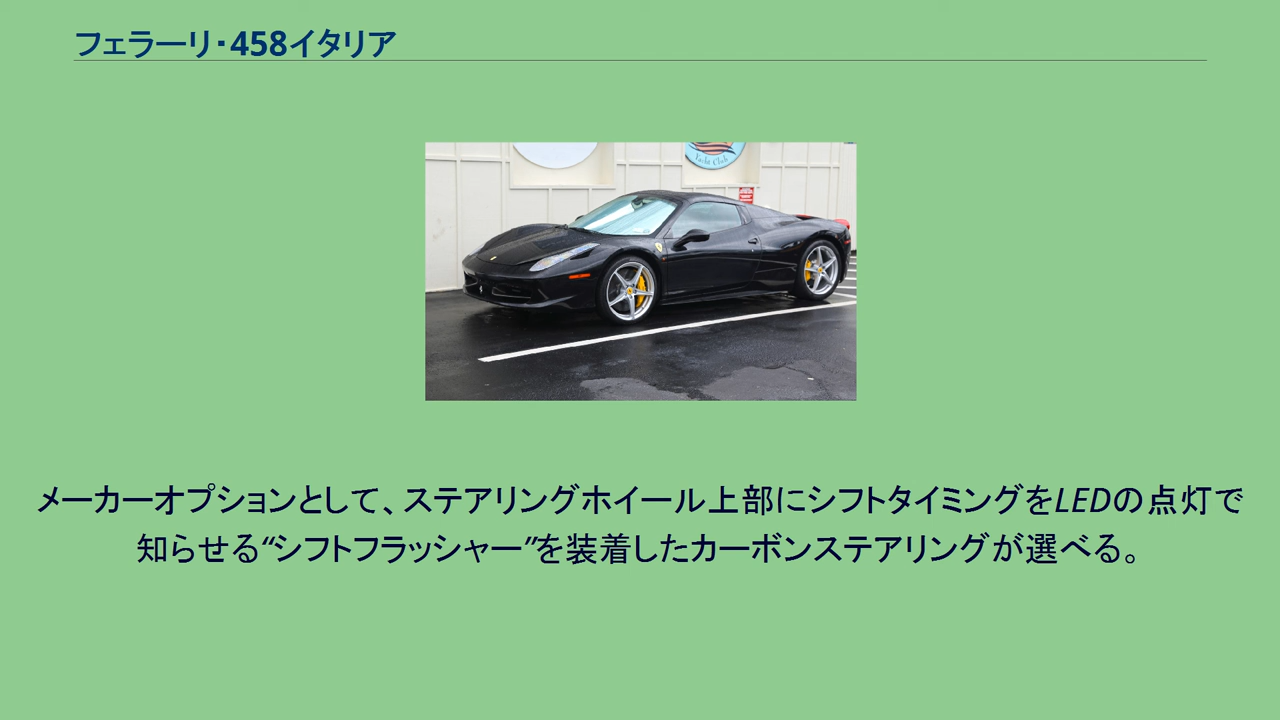 フェラーリ・458イタリア
Yacht Club
メーカーオプションとして、ステアリングホイール上部にシフトタイミングをLEDの点灯で
知らせる“シフトフラッシャー”を装着したカーボンステアリングが選べる。